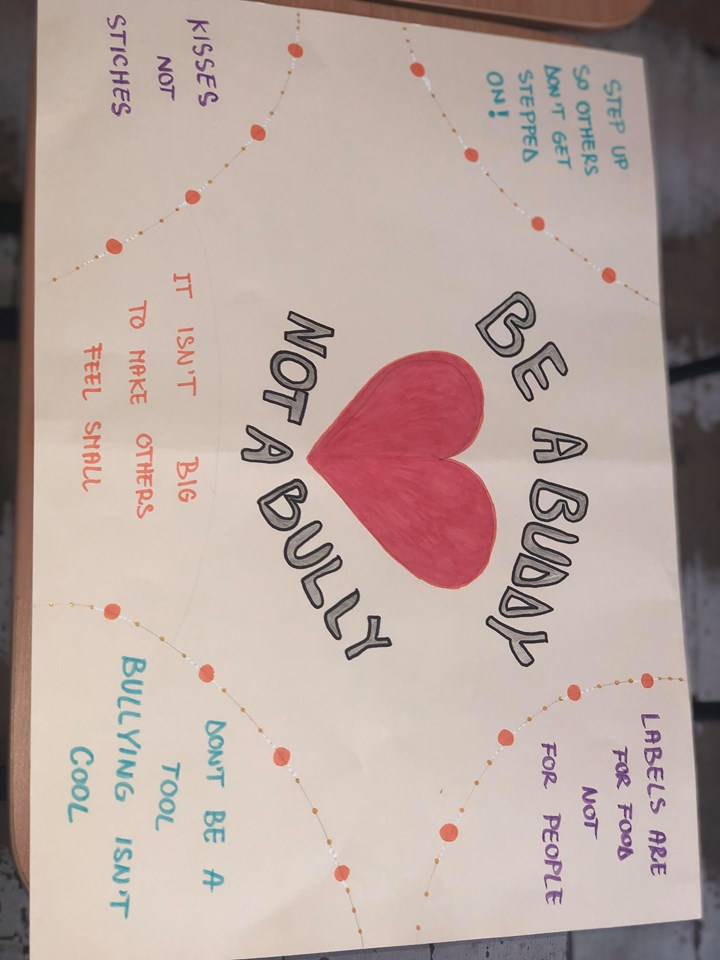 STEP UP
SO OTHERS
DON'T GET
STEPPED
ON!
LABELS ARE
FOR FOOD
NOT
FOR PEOPLE
BE A BUDDY
NOT A BULLY
KISSES
NOT
STICHES
IT ISN'T BIG
TO MAKE OTHERS
FEEL SMALL
DONT BE A
TOOL
BULLYING ISN'T
COOL